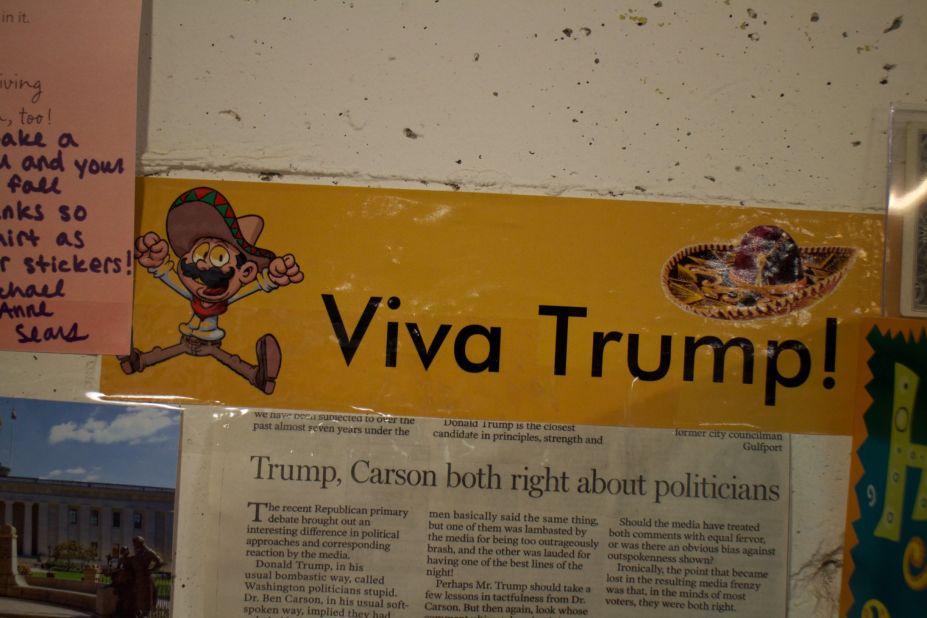 in it.
iving
, too!
ake a
and your
fall
nks so
hirt as
r stickers!
chael
Anne
Sears
Viva Trump!
we have been subjected to over the
past almost seven years under the
Donald Trump is the closest
candidate in principles, strength and
former city councilman
Gulfport
Trump, Carson both right about politicians
The recent Republican primary
debate brought out an
interesting difference in political
approaches and corresponding
reaction by the media.
Donald Trump, in his
usual bombastic way, called
Washington politicians stupid.
Dr. Ben Carson, in his usual soft-
spoken way, implied they had
men basically said the same thing,
but one of them was lambasted by
the media for being too outrageously
brash, and the other was lauded for
having one of the best lines of the
night!
Perhaps Mr. Trump should take a
few lessons in tactfulness from Dr.
Carson. But then again, look whose
Should the media have treated
both comments with equal fervor,
or was there an obvious bias against
outspokenness shown?
Ironically, the point that became
lost in the resulting media frenzy
was that, in the minds of most
voters, they were both right.